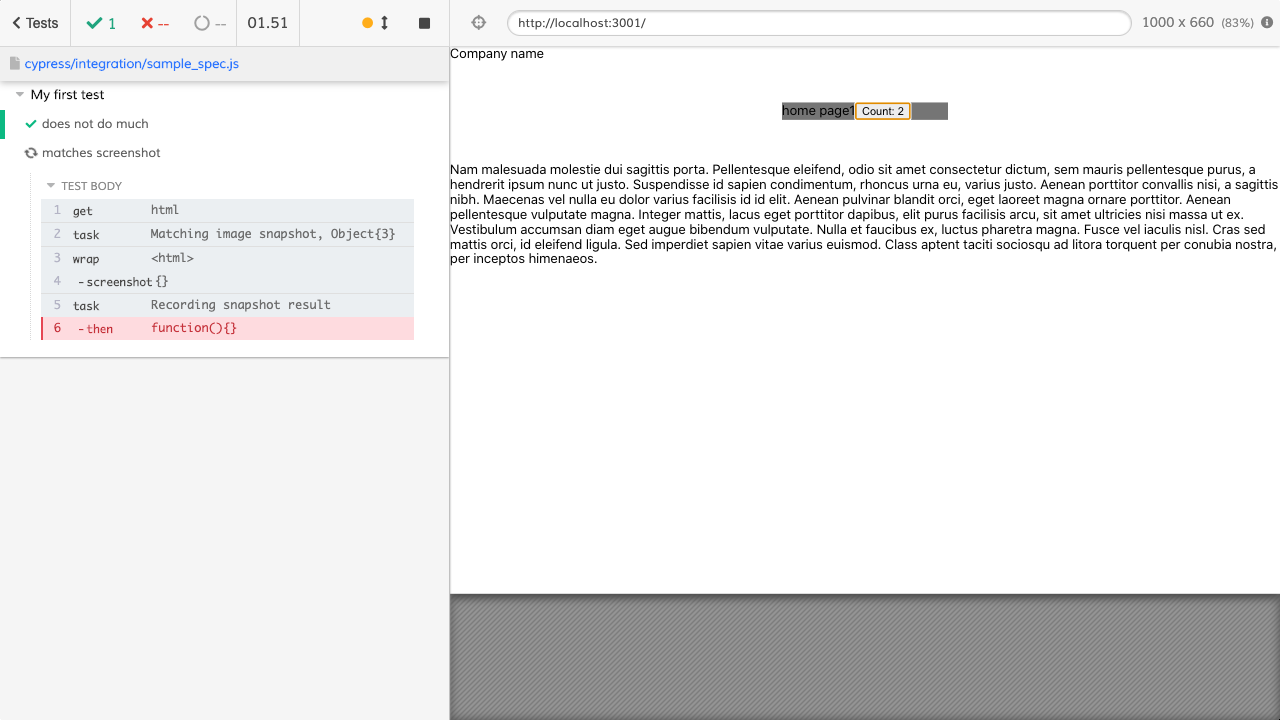 Tests
1
--
--
01.51
http://localhost:3001/
1000 x 660 (83%)
cypress/integration/sample_spec.js
My first test
does not do much
matches screenshot
TEST BODY
1 get html
2 task Matching image snapshot, Object{3}
3 wrap <html>
4 -screenshot {}
5 task Recording snapshot result
6 -then function(){}
Company name
home page1 Count: 2
Nam malesuada molestie dui sagittis porta. Pellentesque eleifend, odio sit amet consectetur dictum, sem mauris pellentesque purus, a
hendrerit ipsum nunc ut justo. Suspendisse id sapien condimentum, rhoncus urna eu, varius justo. Aenean porttitor convallis nisi, a sagittis
nibh. Maecenas vel nulla eu dolor varius facilisis id id elit. Aenean pulvinar blandit orci, eget laoreet magna ornare porttitor. Aenean
pellentesque vulputate magna. Integer mattis, lacus eget porttitor dapibus, elit purus facilisis arcu, sit amet ultricies nisi massa ut ex.
Vestibulum accumsan diam eget augue bibendum vulputate. Nulla et faucibus ex, luctus pharetra magna. Fusce vel iaculis nisl. Cras sed
mattis orci, id eleifend ligula. Sed imperdiet sapien vitae varius euismod. Class aptent taciti sociosqu ad litora torquent per conubia nostra,
per inceptos himenaeos.